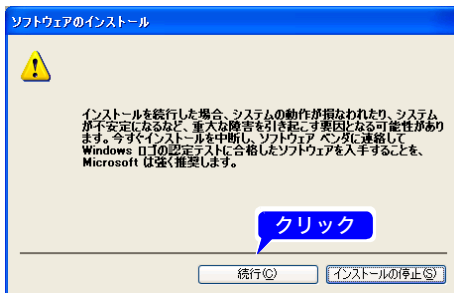 ソフトウェアのインストール
インストールを続行した場合、システムの動作が損なわれたり、システム
が不安定になるなど、重大な障害を引き起こす要因となる可能性があり
ます。今すぐインストールを中断し、ソフトウェア ベンダに連絡して
Windows ロゴの認定テストに合格したソフトウェアを入手することを、
Microsoft は強く推奨します。
クリック
続行(C)
インストールの停止(S)